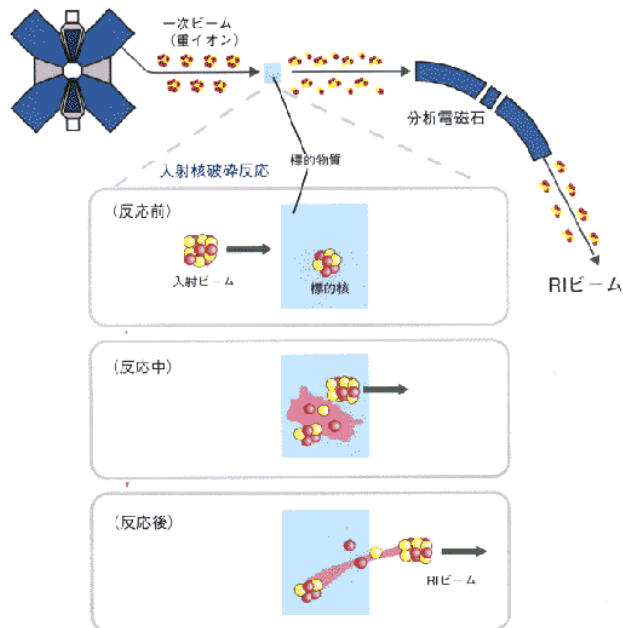 一次ビーム
（重イオン）
分析電磁石
標的物質
入射核破砕反応
(反応前)
入射ビーム
標的核
RIビーム
(反応中)
(反応後)
RIビーム